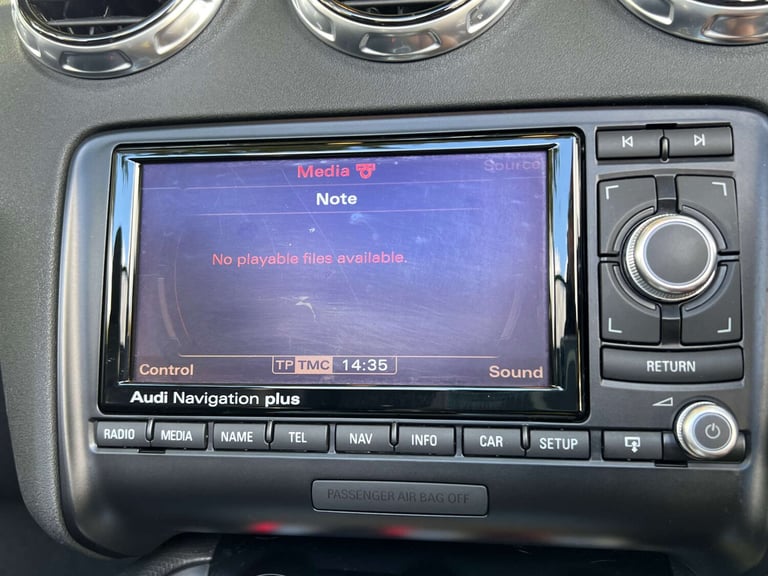 Media
Source
Note
No playable files available.
Control
TP TMC 14:35
Sound
Audi Navigation plus
RETURN
RADIO
MEDIA
NAME
TEL
NAV
INFO
CAR
SETUP
PASSENGER AIR BAG OFF